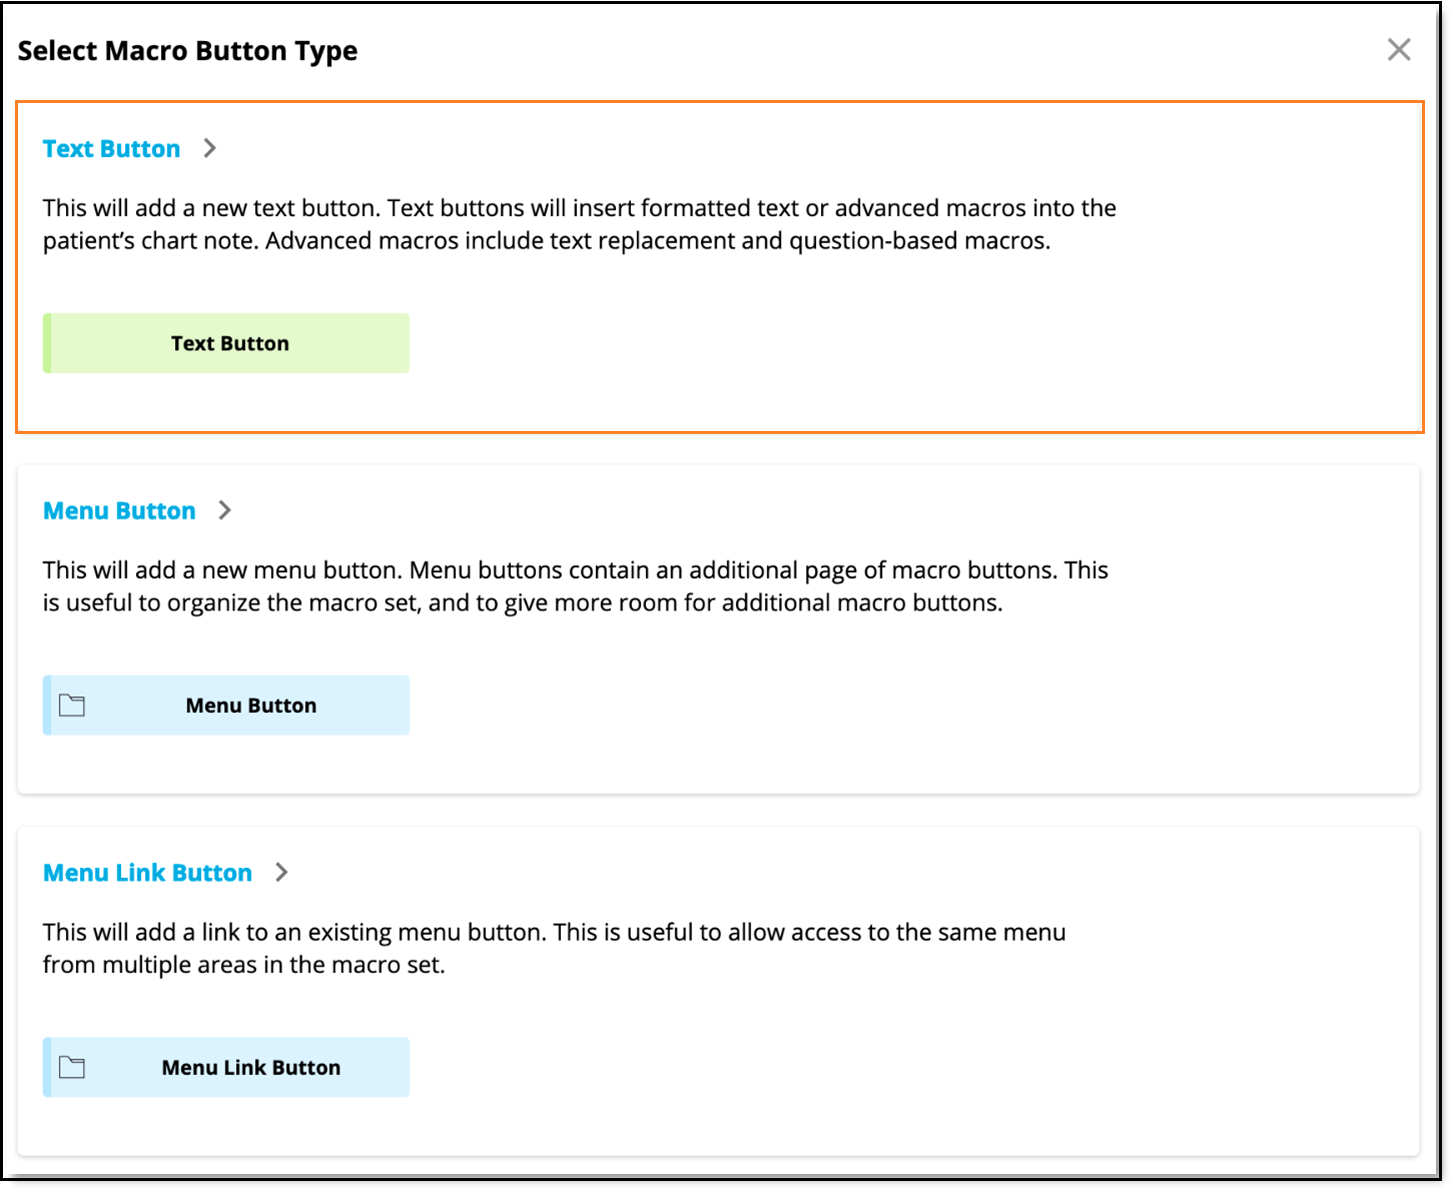 Select Macro Button Type
Text Button
This will add a new text button. Text buttons will insert formatted text or advanced macros into the
patient’s chart note. Advanced macros include text replacement and question-based macros.
Text Button
Menu Button
This will add a new menu button. Menu buttons contain an additional page of macro buttons. This
is useful to organize the macro set, and to give more room for additional macro buttons.
Menu Button
Menu Link Button
This will add a link to an existing menu button. This is useful to allow access to the same menu
from multiple areas in the macro set.
Menu Link Button